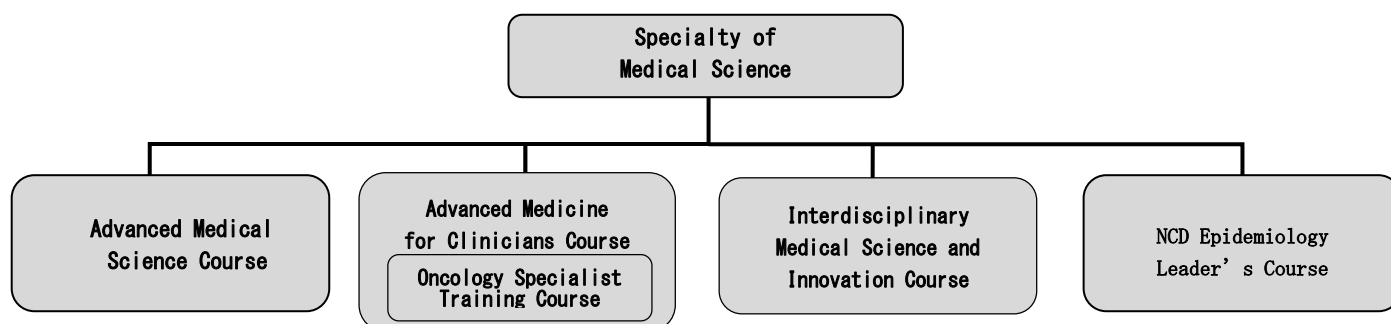 Specialty of
Medical Science
Advanced Medical
Science Course
Advanced Medicine
for Clinicians Course
Oncology Specialist
Training Course
Interdisciplinary
Medical Science and
Innovation Course
NCD Epidemiology
Leader’s Course